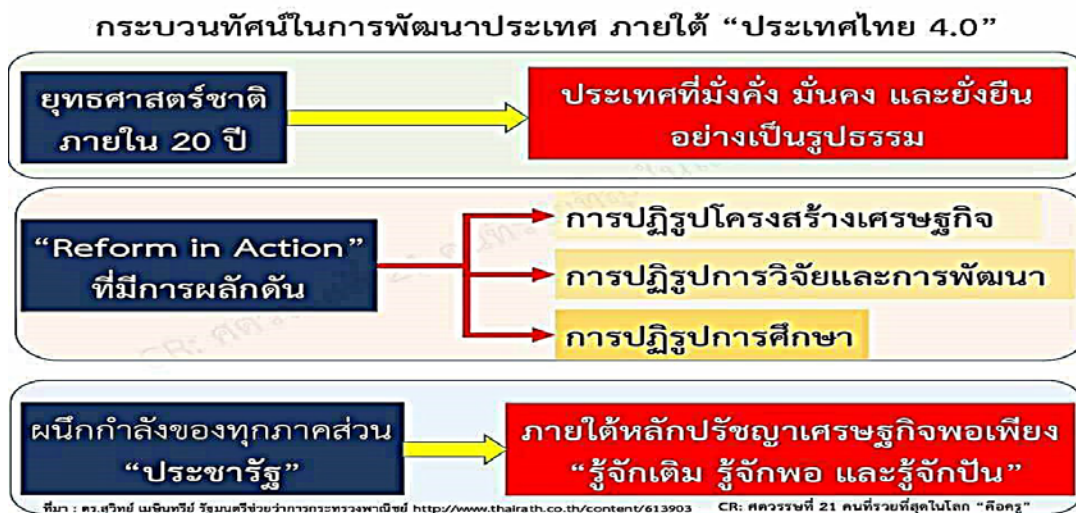 กระบวนทัศน์ในการพัฒนาประเทศ ภายใต้ “ประเทศไทย 4.0”
ยุทธศาสตร์ชาติ
ภายใน 20 ปี
ประเทศที่มั่งคั่ง มั่นคง และยั่งยืน
อย่างเป็นรูปธรรม
“Reform in Action”
ที่มีการผลักดัน
การปฏิรูปโครงสร้างเศรษฐกิจ
การปฏิรูปการวิจัยและการพัฒนา
การปฏิรูปการศึกษา
ผนึกกำลังของทุกภาคส่วน
“ประชารัฐ”
ภายใต้หลักปรัชญาเศรษฐกิจพอเพียง
“รู้จักเติม รู้จักพอ และรู้จักปัน”
ที่มา : ดร.สุวิทย์ เมษินทรีย์ รัฐมนตรีช่วยว่าการกระทรวงพาณิชย์ http://www.thairath.co.th/content/613903 CR: ศตวรรษที่ 21 คนที่รวยที่สุดในโลก “คือครู”